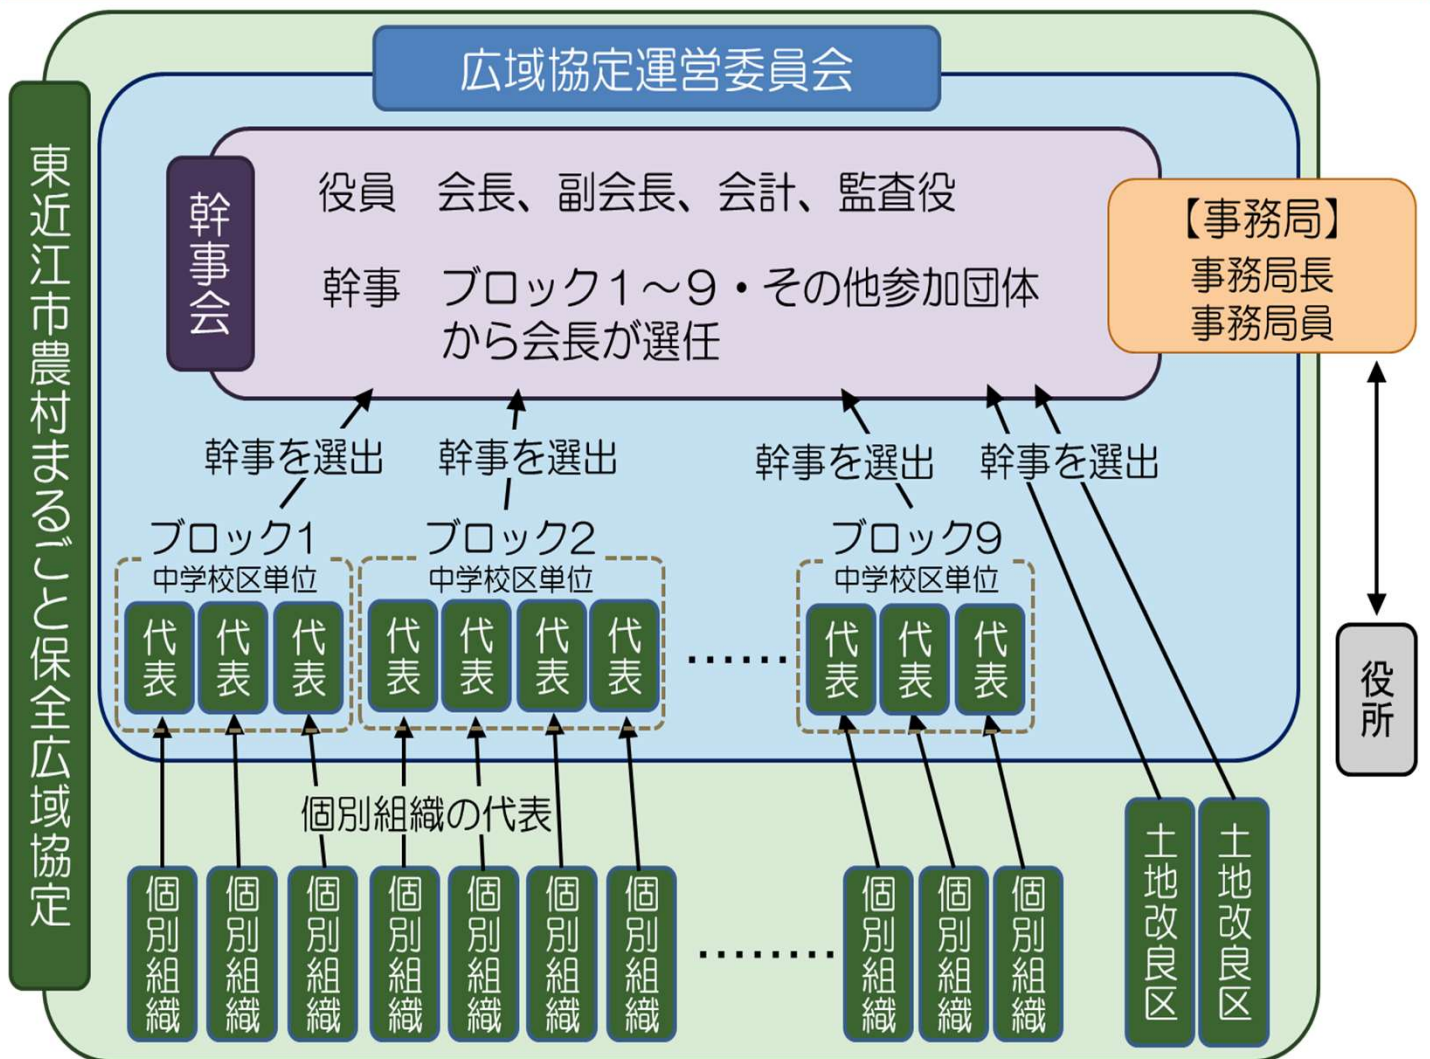 広域協定運営委員会
東近江市農村まるごと保全広域協定
幹事会
役員 会長、副会長、会計、監査役
幹事 ブロック１～９・その他参加団体
から会長が選任
【事務局】
事務局長
事務局員
幹事を選出
幹事を選出
幹事を選出
幹事を選出
ブロック1
中学校区単位
ブロック2
中学校区単位
ブロック9
中学校区単位
代表
代表
代表
代表
代表
代表
代表
……
代表
代表
代表
役所
個別組織の代表
個別組織
個別組織
個別組織
個別組織
個別組織
個別組織
個別組織
………
個別組織
個別組織
個別組織
土地改良区
土地改良区